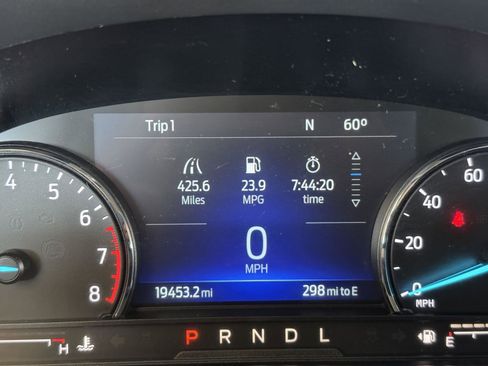 Trip 1 N 60°
425.6 23.9 7:44:20
Miles MPG time
0
MPH
19453.2 mi 298 mi to E
4
5
6
7
8
60
40
20
0
MPH
H P R N D L E